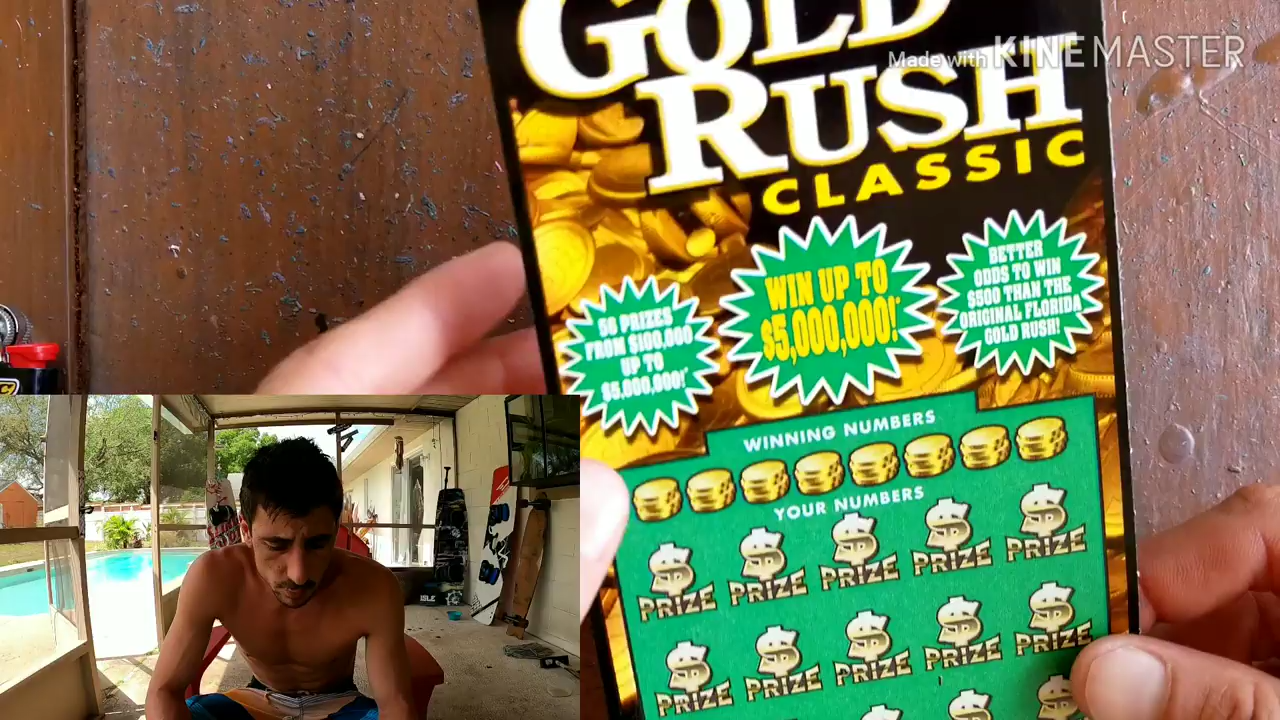 GOLD
RUSH
CLASSIC
Made with KINEMASTER
50 PRIZES
FROM $100,000
UP TO
$5,000,000!*
WIN UP TO
$5,000,000!*
BETTER
ODDS TO WIN
$500 THAN THE
ORIGINAL FLORIDA
GOLD RUSH!
WINNING NUMBERS
YOUR NUMBERS
PRIZE PRIZE PRIZE PRIZE PRIZE
PRIZE PRIZE PRIZE PRIZE PRIZE